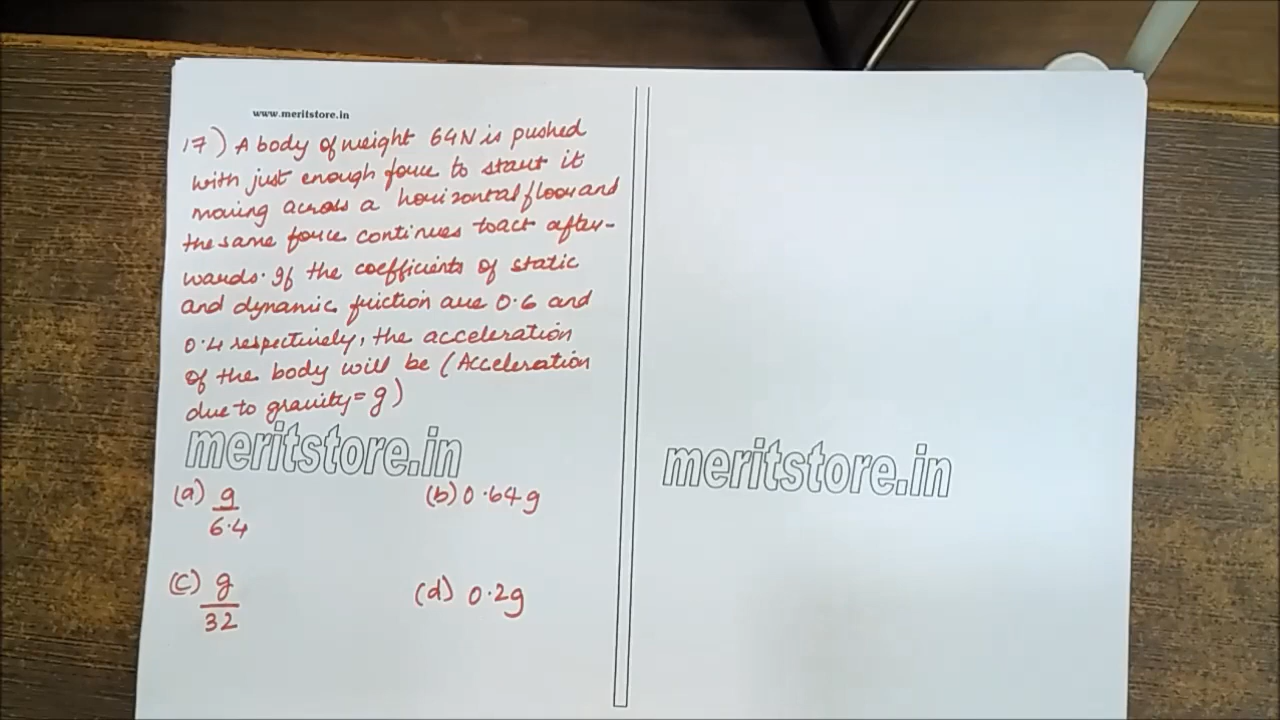 www.meritstore.in
17) A body of weight 64N is pushed
with just enough force to start it
moving across a horizontal floor and
the same force continues to act after-
wards. If the coefficients of static
and dynamic friction are 0.6 and
0.4 respectively, the acceleration
of the body will be (Acceleration
due to gravity = g)
meritstore.in
(a) g/6.4 (b) 0.64g
(c) g/32 (d) 0.2g
meritstore.in